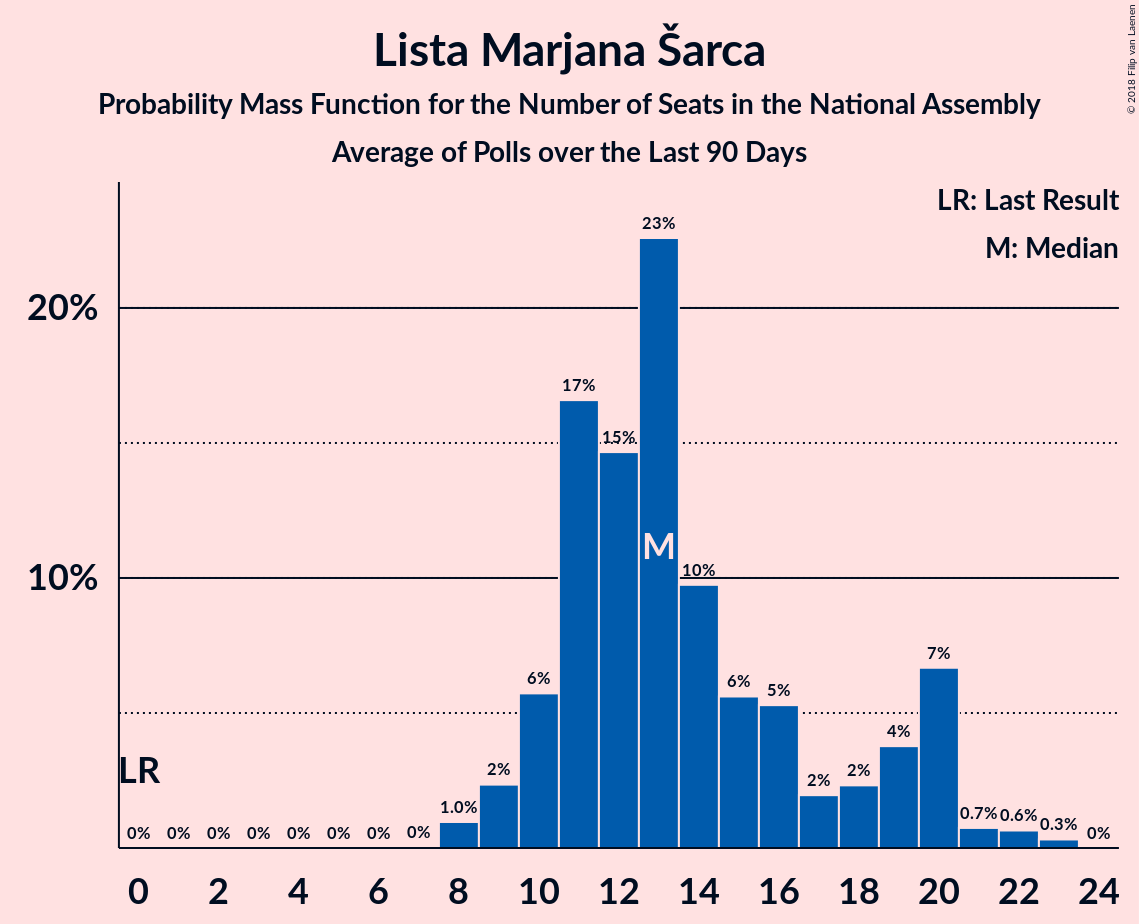 Lista Marjana Šarca
Probability Mass Function for the Number of Seats in the National Assembly
Average of Polls over the Last 90 Days
© 2018 Filip van Laenen
LR: Last Result
M: Median
23%
20%
17%
15%
M
10%
10%
7%
6%
6%
5%
4%
LR
2%
2%
2%
1.0%
0.7%
0.6%
0.3%
0% 0% 0% 0% 0% 0% 0% 0% 0%
0 2 4 6 8 10 12 14 16 18 20 22 24